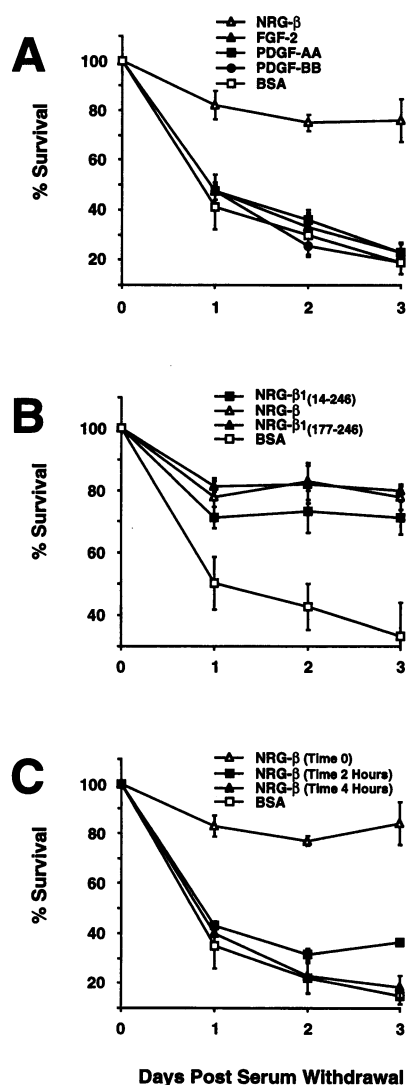 A
NRG-β
FGF-2
PDGF-AA
PDGF-BB
BSA
% Survival
100
80
60
40
20
0 1 2 3
B
NRG-β1(14-246)
NRG-β
NRG-β1(177-246)
BSA
% Survival
100
80
60
40
0 1 2 3
C
NRG-β (Time 0)
NRG-β (Time 2 Hours)
NRG-β (Time 4 Hours)
BSA
% Survival
100
80
60
40
20
0 1 2 3
Days Post Serum Withdrawal